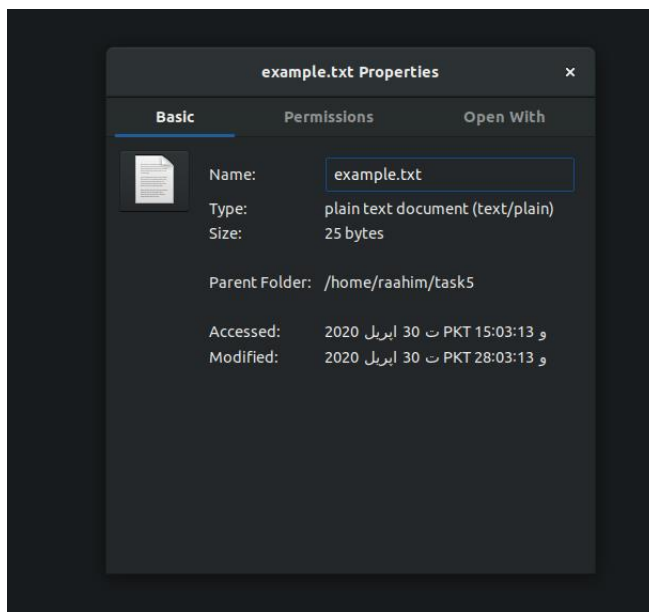 example.txt Properties ×
Basic Permissions Open With
Name: example.txt
Type: plain text document (text/plain)
Size: 25 bytes
Parent Folder: /home/raahim/task5
Accessed: و PKT 15:03:13 ت 30 اپریل 2020
Modified: و PKT 28:03:13 ت 30 اپریل 2020